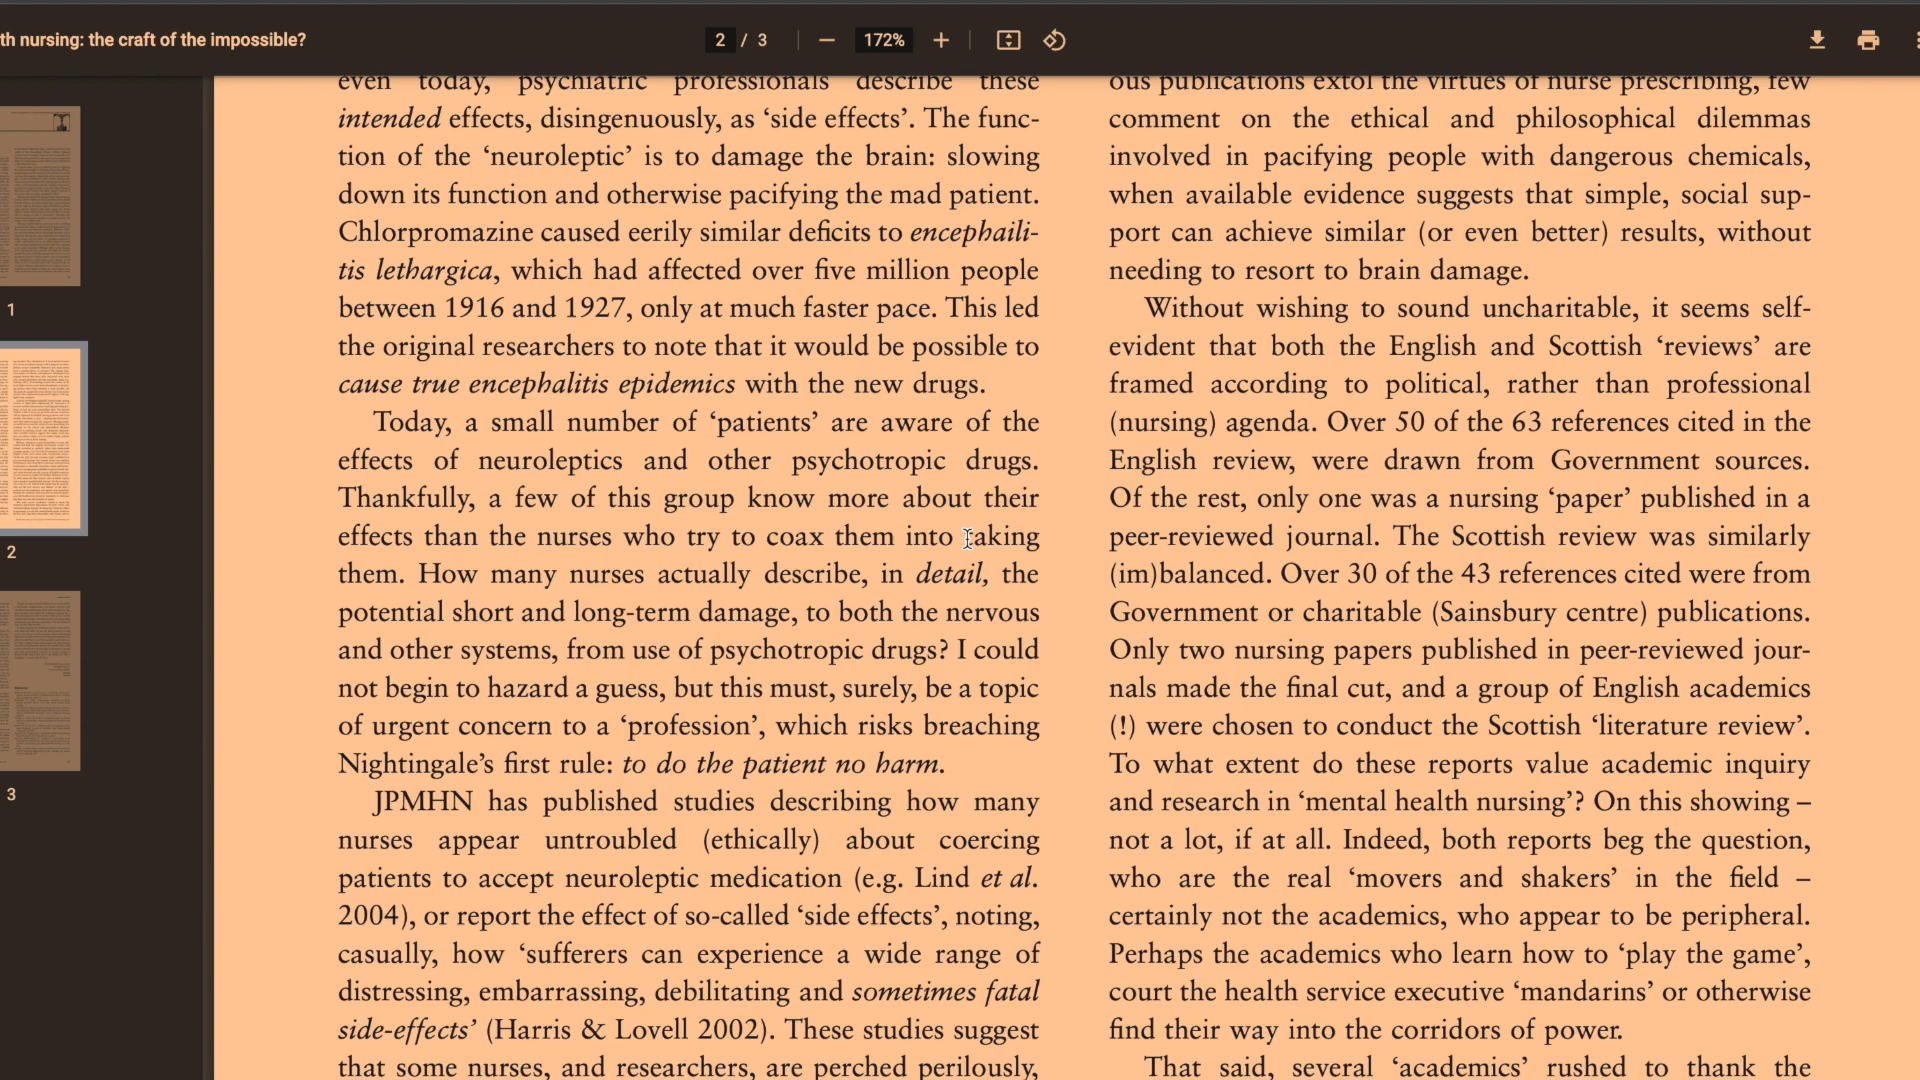 th nursing: the craft of the impossible?
2 / 3
172%
1
2
3
even today, psychiatric professionals describe these
intended effects, disingenuously, as ‘side effects’. The func-
tion of the ‘neuroleptic’ is to damage the brain: slowing
down its function and otherwise pacifying the mad patient.
Chlorpromazine caused eerily similar deficits to encephaili-
tis lethargica, which had affected over five million people
between 1916 and 1927, only at much faster pace. This led
the original researchers to note that it would be possible to
cause true encephalitis epidemics with the new drugs.
Today, a small number of ‘patients’ are aware of the
effects of neuroleptics and other psychotropic drugs.
Thankfully, a few of this group know more about their
effects than the nurses who try to coax them into taking
them. How many nurses actually describe, in detail, the
potential short and long-term damage, to both the nervous
and other systems, from use of psychotropic drugs? I could
not begin to hazard a guess, but this must, surely, be a topic
of urgent concern to a ‘profession’, which risks breaching
Nightingale’s first rule: to do the patient no harm.
JPMHN has published studies describing how many
nurses appear untroubled (ethically) about coercing
patients to accept neuroleptic medication (e.g. Lind et al.
2004), or report the effect of so-called ‘side effects’, noting,
casually, how ‘sufferers can experience a wide range of
distressing, embarrassing, debilitating and sometimes fatal
side-effects’ (Harris & Lovell 2002). These studies suggest
that some nurses, and researchers, are perched perilously,
ous publications extol the virtues of nurse prescribing, few
comment on the ethical and philosophical dilemmas
involved in pacifying people with dangerous chemicals,
when available evidence suggests that simple, social sup-
port can achieve similar (or even better) results, without
needing to resort to brain damage.
Without wishing to sound uncharitable, it seems self-
evident that both the English and Scottish ‘reviews’ are
framed according to political, rather than professional
(nursing) agenda. Over 50 of the 63 references cited in the
English review, were drawn from Government sources.
Of the rest, only one was a nursing ‘paper’ published in a
peer-reviewed journal. The Scottish review was similarly
(im)balanced. Over 30 of the 43 references cited were from
Government or charitable (Sainsbury centre) publications.
Only two nursing papers published in peer-reviewed jour-
nals made the final cut, and a group of English academics
(!) were chosen to conduct the Scottish ‘literature review’.
To what extent do these reports value academic inquiry
and research in ‘mental health nursing’? On this showing –
not a lot, if at all. Indeed, both reports beg the question,
who are the real ‘movers and shakers’ in the field –
certainly not the academics, who appear to be peripheral.
Perhaps the academics who learn how to ‘play the game’,
court the health service executive ‘mandarins’ or otherwise
find their way into the corridors of power.
That said, several ‘academics’ rushed to thank the